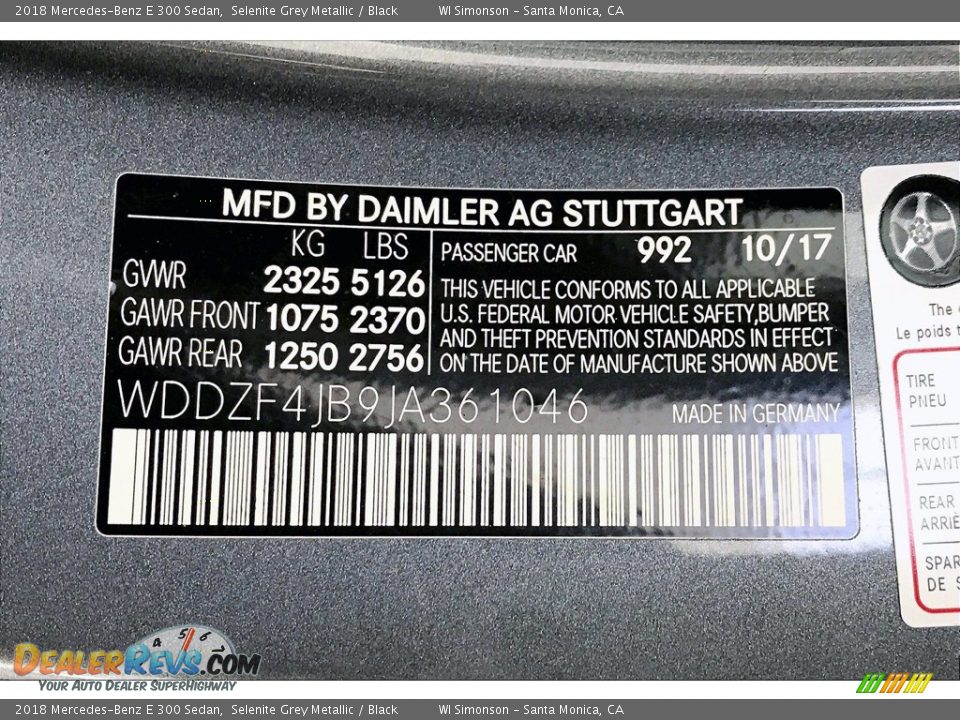 2018 Mercedes-Benz E 300 Sedan, Selenite Grey Metallic / Black WI Simonson - Santa Monica, CA
MFD BY DAIMLER AG STUTTGART
KG LBS
GVWR 2325 5126
GAWR FRONT 1075 2370
GAWR REAR 1250 2756
PASSENGER CAR 992 10/17
THIS VEHICLE CONFORMS TO ALL APPLICABLE
U.S. FEDERAL MOTOR VEHICLE SAFETY,BUMPER
AND THEFT PREVENTION STANDARDS IN EFFECT
ON THE DATE OF MANUFACTURE SHOWN ABOVE
WDDZF4JB9JA361046
MADE IN GERMANY
The
Le poids
TIRE
PNEU
FRONT
AVANT
REAR
ARRIÈ
SPAR
DE
4 5 6 7
DEALERREVS.COM
YOUR AUTO DEALER SUPERHIGHWAY
2018 Mercedes-Benz E 300 Sedan, Selenite Grey Metallic / Black WI Simonson - Santa Monica, CA